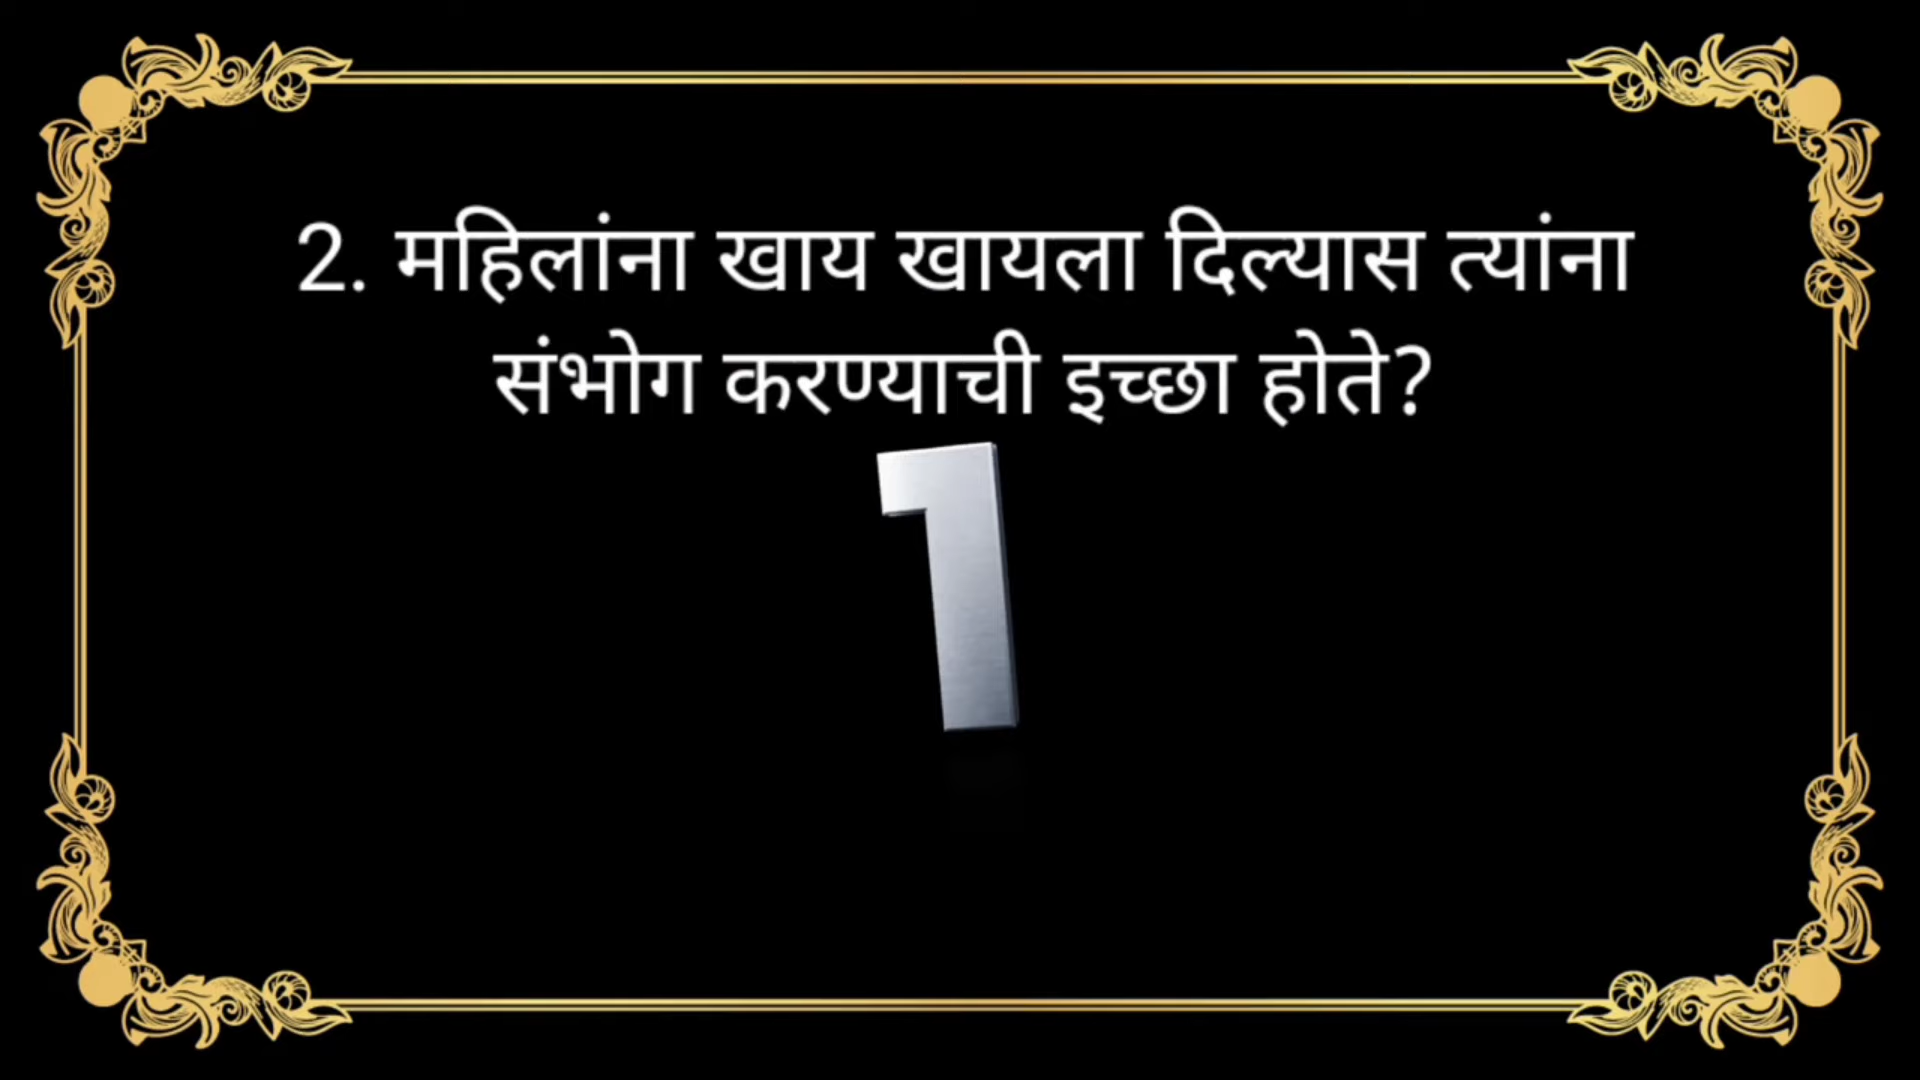 2. महिलांना खाय खायला दिल्यास त्यांना
संभोग करण्याची इच्छा होते?
1